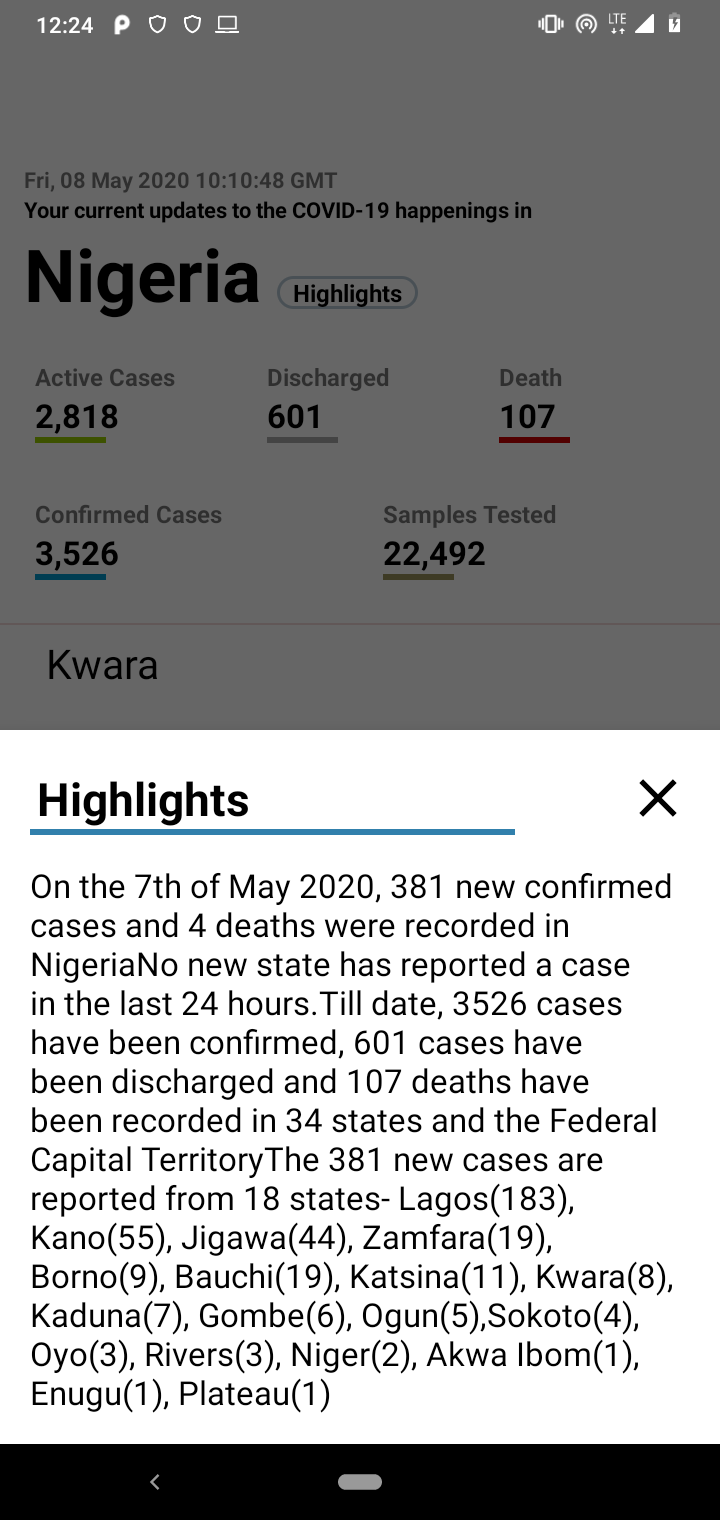 12:24
LTE
Fri, 08 May 2020 10:10:48 GMT
Your current updates to the COVID-19 happenings in
Nigeria Highlights
Active Cases Discharged Death
2,818 601 107
Confirmed Cases Samples Tested
3,526 22,492
Kwara
Highlights
On the 7th of May 2020, 381 new confirmed
cases and 4 deaths were recorded in
NigeriaNo new state has reported a case
in the last 24 hours.Till date, 3526 cases
have been confirmed, 601 cases have
been discharged and 107 deaths have
been recorded in 34 states and the Federal
Capital TerritoryThe 381 new cases are
reported from 18 states- Lagos(183),
Kano(55), Jigawa(44), Zamfara(19),
Borno(9), Bauchi(19), Katsina(11), Kwara(8),
Kaduna(7), Gombe(6), Ogun(5),Sokoto(4),
Oyo(3), Rivers(3), Niger(2), Akwa Ibom(1),
Enugu(1), Plateau(1)